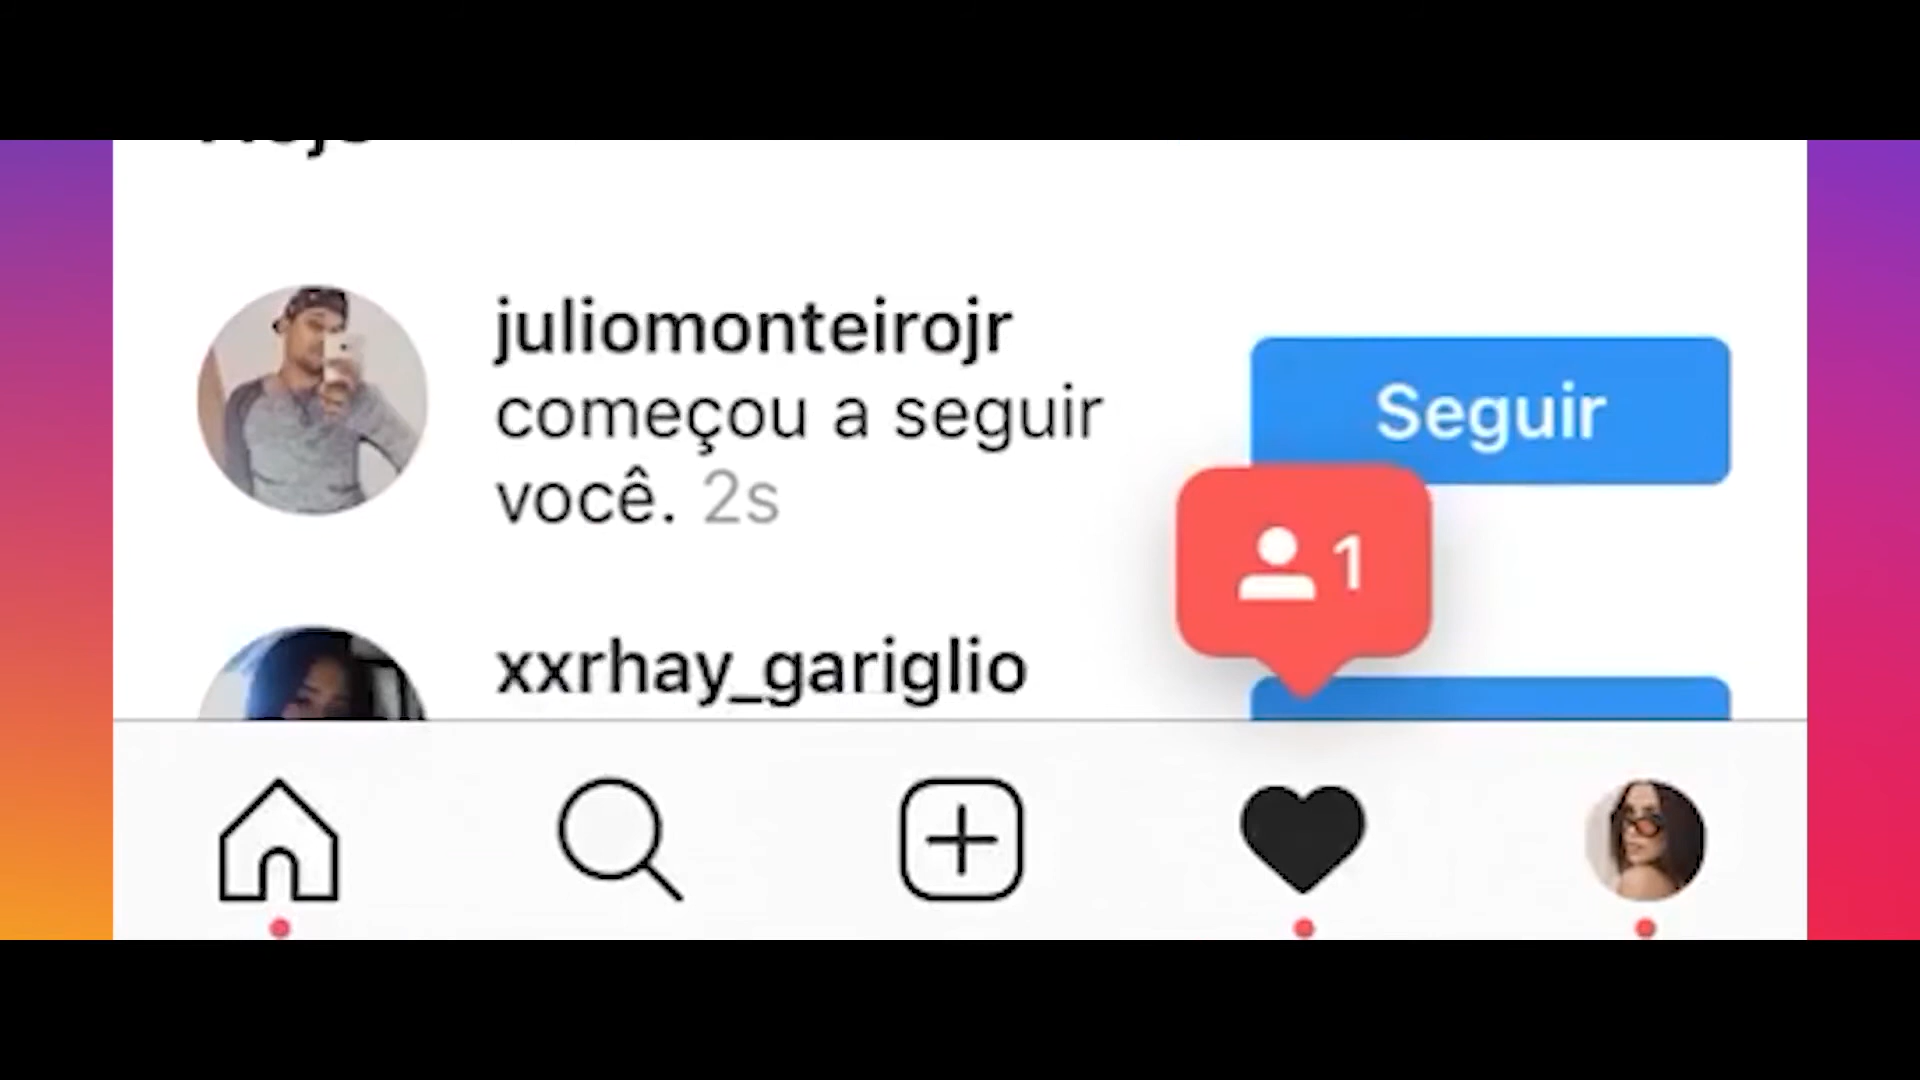 juliomonteirojr
começou a seguir
você. 2s
Seguir
1
xxrhay_gariglio